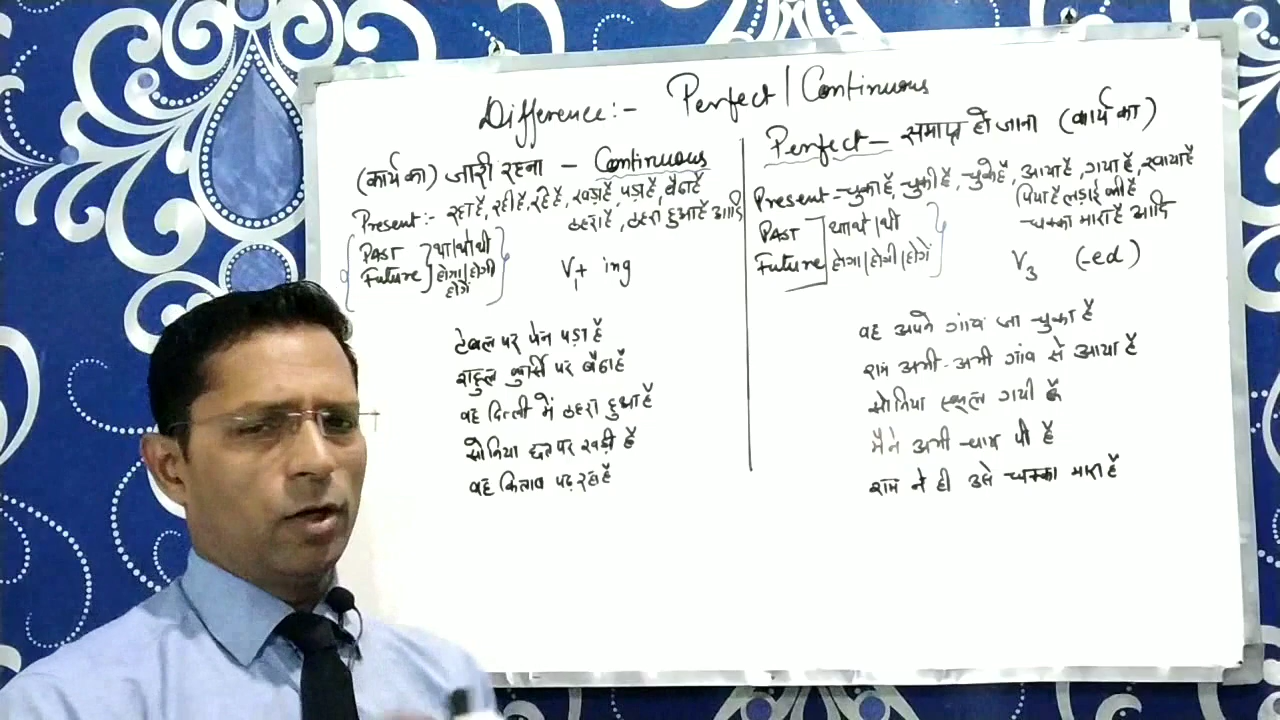 Difference:- Perfect | Continuous
(कार्य का) जारी रहना - Continuous
Present:- रहा है, रही है, रहे है, खड़ा है, पड़ा है, बैठा है
ठहरा है, ठहरा हुआ है आदि
Past } था/थे/थी
Future } होगा/होगी
होगें
V₁+ ing
टेबल पर पेन पड़ा है
राहुल कुर्सि पर बैठा है
वह दिल्ली में ठहरा हुआ है
सोनिया छत पर खड़ी है
वह किताब पढ़ रहा है
Perfect - समाप्त हो जाना (कार्य का)
Present - चुका है, चुकी है, चुके है, आया है, गया है, खाया है
पिया है लड़ाई की है
चक्का मारा है आदि
Past ] था/थे/थी
Future ] होगा/होगी/होगें
V₃ (-ed)
वह अपने गांव जा चुका है
राम अभी-अभी गांव से आया है
सोनिया स्कूल गयी है
मैने अभी चाय पी है
राम ने ही उसे चक्का मारा है